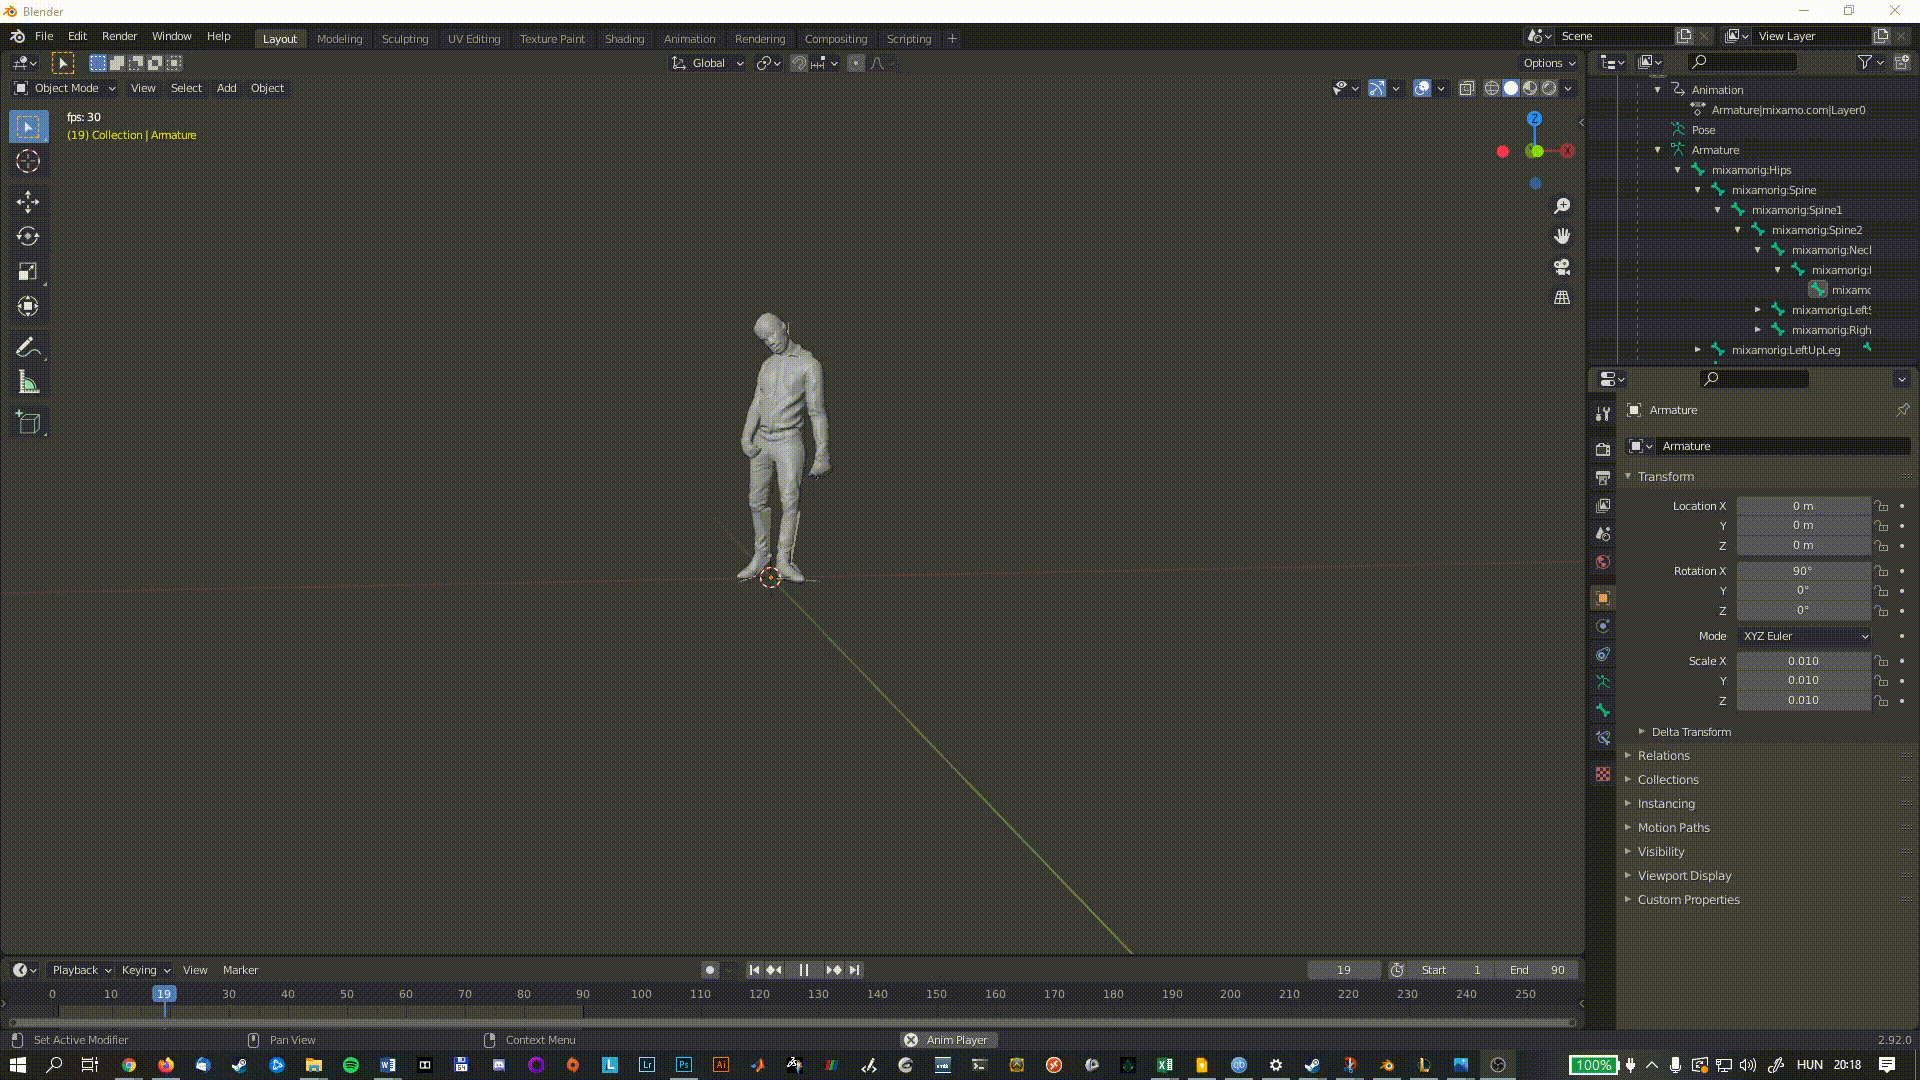 Blender
File Edit Render Window Help
Layout Modeling Sculpting UV Editing Texture Paint Shading Animation Rendering Compositing Scripting +
Scene
View Layer
Global
Options
Object Mode View Select Add Object
fps: 30
(19) Collection | Armature
Z
X
Animation
Armature|mixamo.com|Layer0
Pose
Armature
mixamorig:Hips
mixamorig:Spine
mixamorig:Spine1
mixamorig:Spine2
mixamorig:Necl
mixamorig:l
mixamo
mixamorig:Left
mixamorig:Righ
mixamorig:LeftUpLeg
Armature
Armature
Transform
Location X 0 m
Y 0 m
Z 0 m
Rotation X 90°
Y 0°
Z 0°
Mode XYZ Euler
Scale X 0.010
Y 0.010
Z 0.010
Delta Transform
Relations
Collections
Instancing
Motion Paths
Visibility
Viewport Display
Custom Properties
Playback Keying View Marker
19 Start 1 End 90
0 10 19 30 40 50 60 70 80 90 100 110 120 130 140 150 160 170 180 190 200 210 220 230 240 250
Set Active Modifier Pan View Context Menu Anim Player 2.92.0
L Lr Ps Ai 100% HUN 20:18